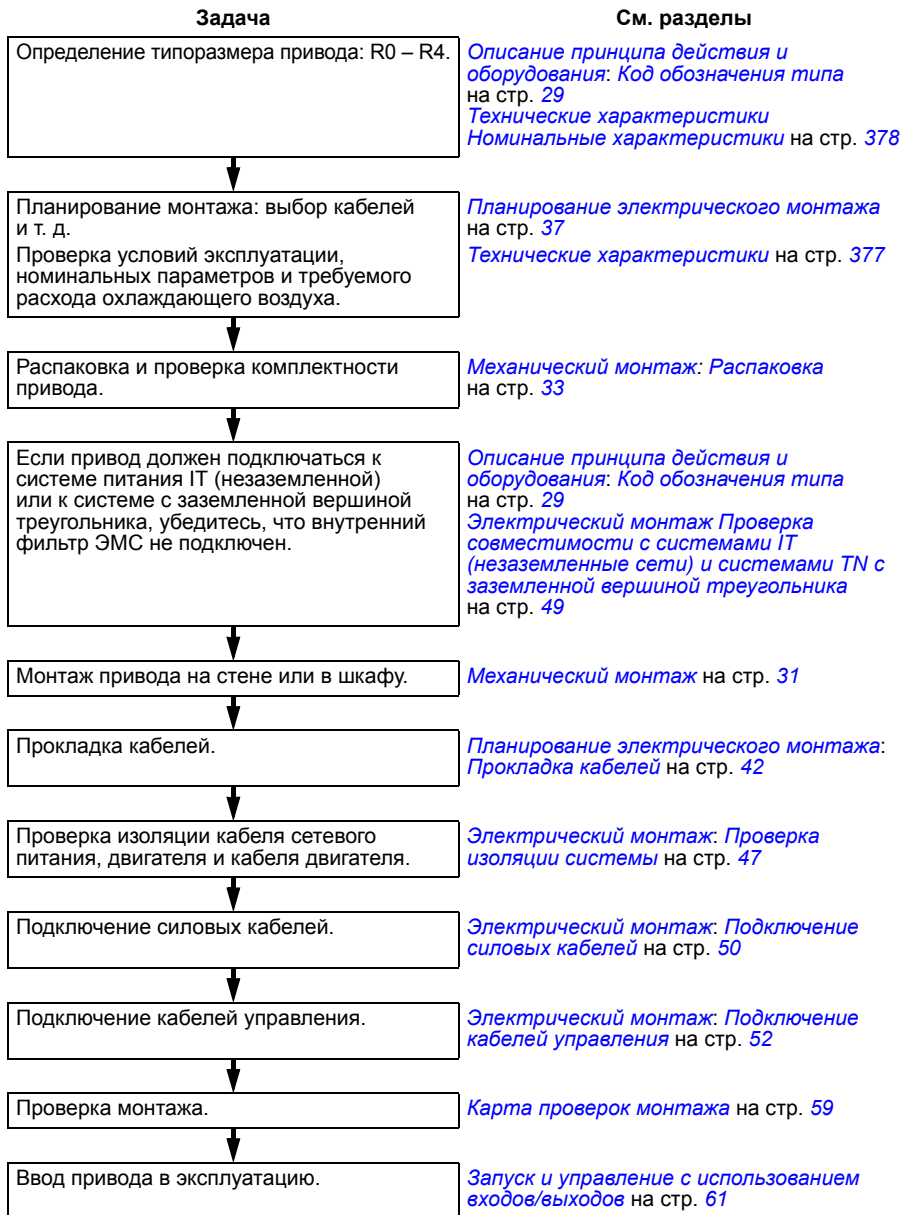 Задача
См. разделы
Определение типоразмера привода: R0 – R4.
Описание принципа действия и
оборудования: Код обозначения типа
на стр. 29
Технические характеристики
Номинальные характеристики на стр. 378
Планирование монтажа: выбор кабелей
и т. д.
Проверка условий эксплуатации,
номинальных параметров и требуемого
расхода охлаждающего воздуха.
Планирование электрического монтажа
на стр. 37
Технические характеристики на стр. 377
Распаковка и проверка комплектности
привода.
Механический монтаж: Распаковка
на стр. 33
Если привод должен подключаться к
системе питания IT (незаземленной)
или к системе с заземленной вершиной
треугольника, убедитесь, что внутренний
фильтр ЭМС не подключен.
Описание принципа действия и
оборудования: Код обозначения типа
на стр. 29
Электрический монтаж Проверка
совместимости с системами IT
(незаземленные сети) и системами TN с
заземленной вершиной треугольника
на стр. 49
Монтаж привода на стене или в шкафу.
Механический монтаж на стр. 31
Прокладка кабелей.
Планирование электрического монтажа:
Прокладка кабелей на стр. 42
Проверка изоляции кабеля сетевого
питания, двигателя и кабеля двигателя.
Электрический монтаж: Проверка
изоляции системы на стр. 47
Подключение силовых кабелей.
Электрический монтаж: Подключение
силовых кабелей на стр. 50
Подключение кабелей управления.
Электрический монтаж: Подключение
кабелей управления на стр. 52
Проверка монтажа.
Карта проверок монтажа на стр. 59
Ввод привода в эксплуатацию.
Запуск и управление с использованием
входов/выходов на стр. 61